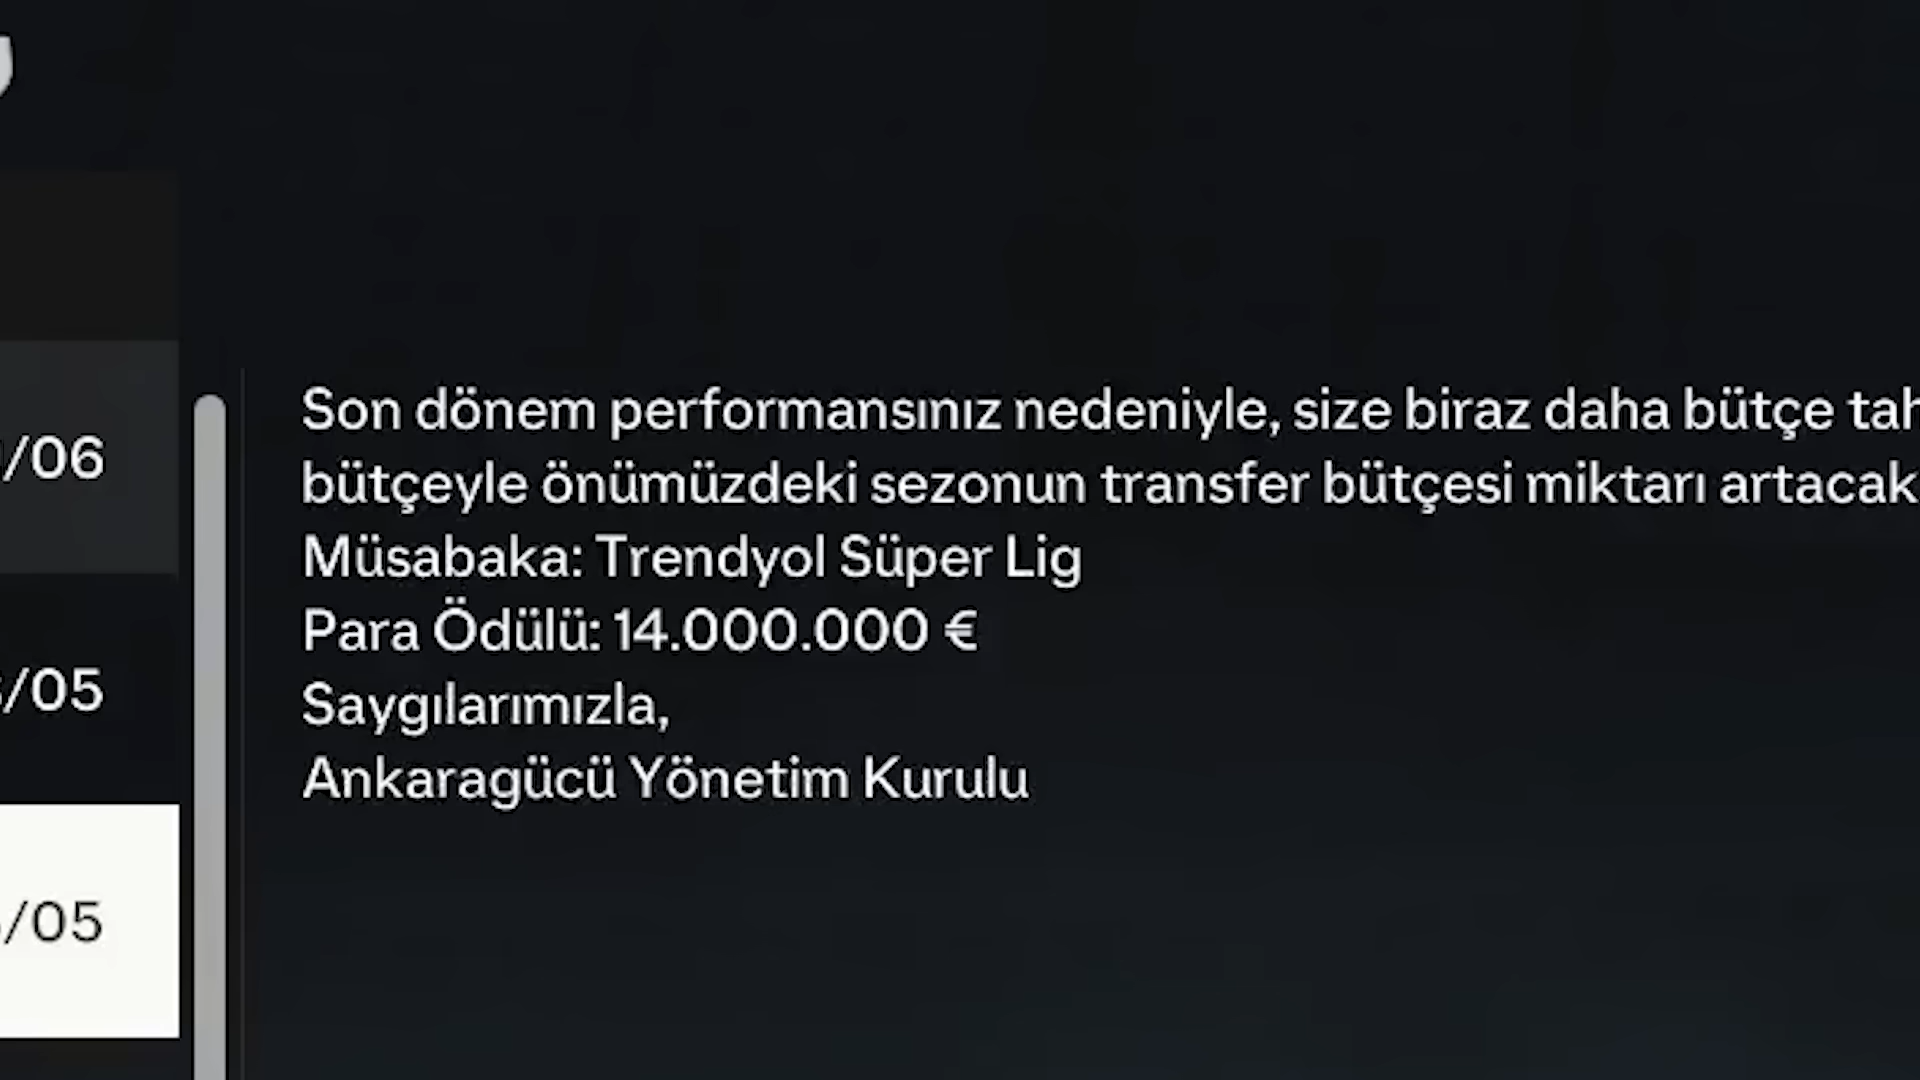 /06
/05
/05
Son dönem performansınız nedeniyle, size biraz daha bütçe
bütçeyle önümüzdeki sezonun transfer bütçesi miktarı artacak
Müsabaka: Trendyol Süper Lig
Para Ödülü: 14.000.000 €
Saygılarımızla,
Ankaragücü Yönetim Kurulu